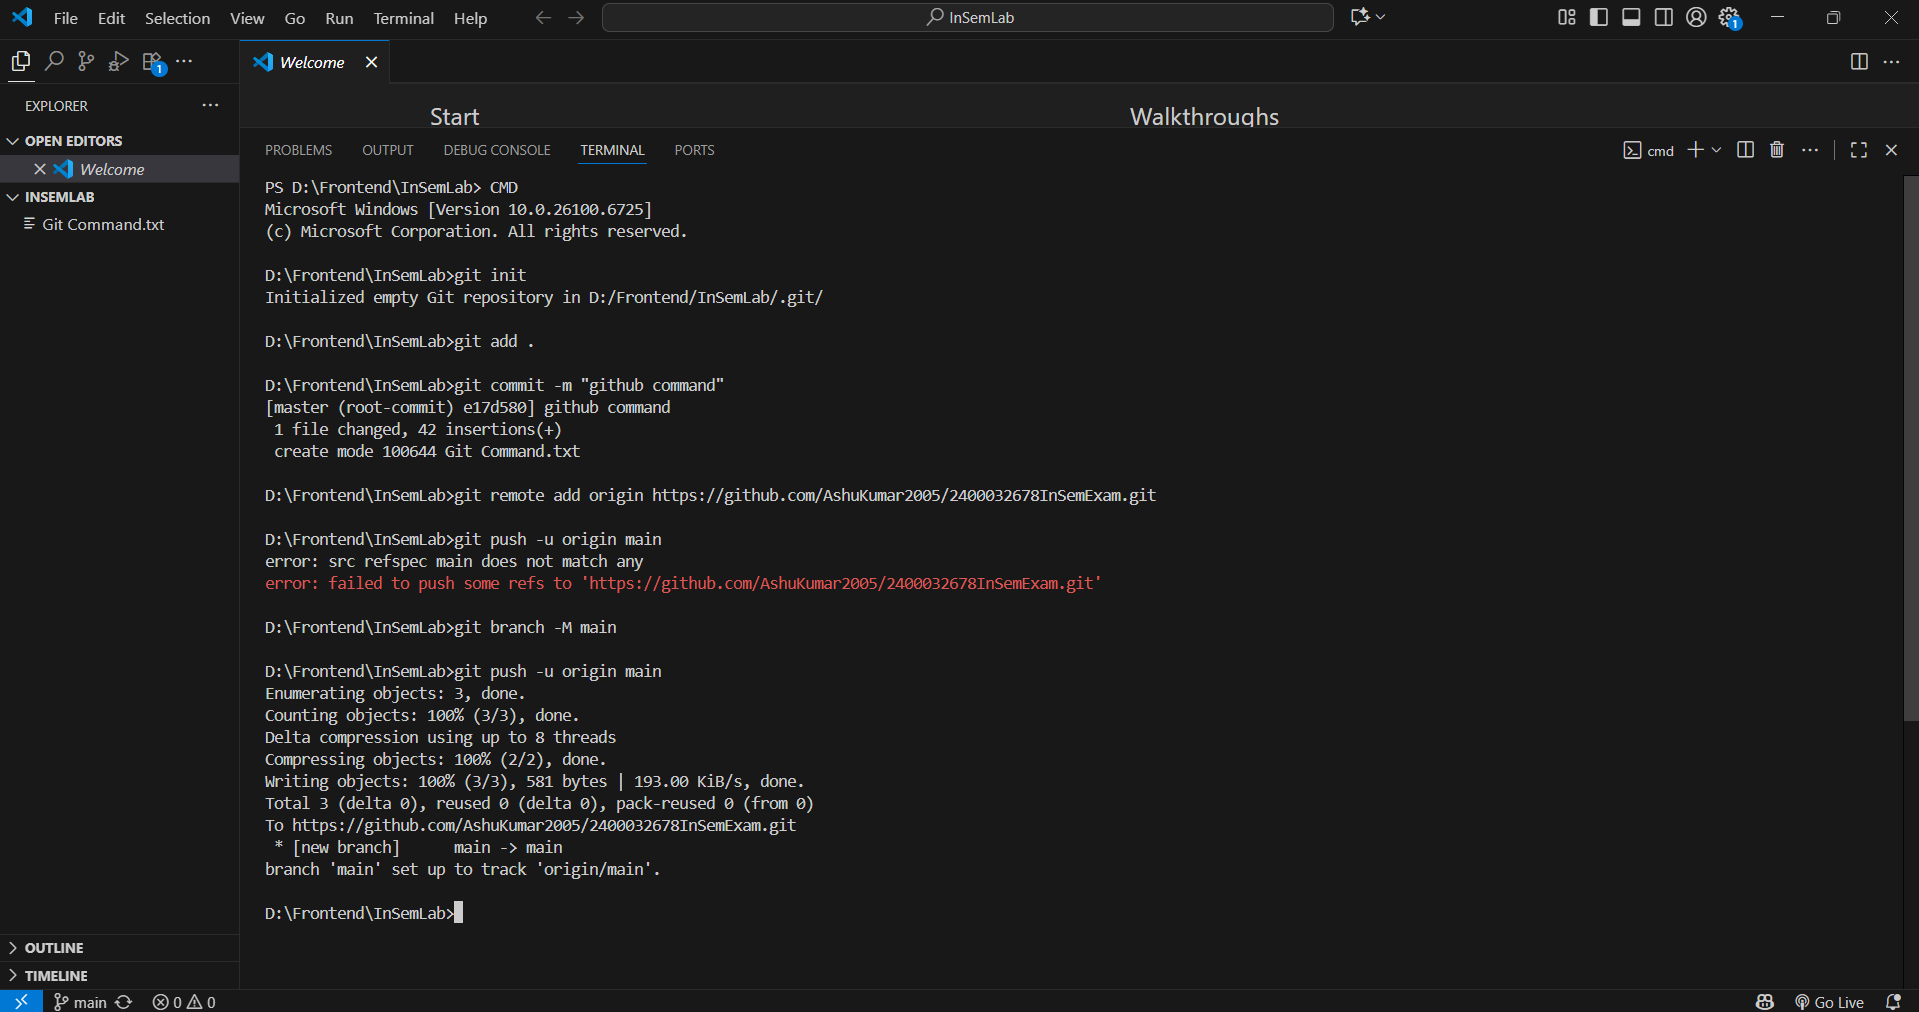 File Edit Selection View Go Run Terminal Help
InSemLab
1
1
Welcome
EXPLORER
Start
Walkthroughs
OPEN EDITORS
Welcome
INSEMLAB
Git Command.txt
PROBLEMS OUTPUT DEBUG CONSOLE TERMINAL PORTS
cmd
PS D:\Frontend\InSemLab> CMD
Microsoft Windows [Version 10.0.26100.6725]
(c) Microsoft Corporation. All rights reserved.
D:\Frontend\InSemLab>git init
Initialized empty Git repository in D:/Frontend/InSemLab/.git/
D:\Frontend\InSemLab>git add .
D:\Frontend\InSemLab>git commit -m "github command"
[master (root-commit) e17d580] github command
1 file changed, 42 insertions(+)
create mode 100644 Git Command.txt
D:\Frontend\InSemLab>git remote add origin https://github.com/AshuKumar2005/2400032678InSemExam.git
D:\Frontend\InSemLab>git push -u origin main
error: src refspec main does not match any
error: failed to push some refs to 'https://github.com/AshuKumar2005/2400032678InSemExam.git'
D:\Frontend\InSemLab>git branch -M main
D:\Frontend\InSemLab>git push -u origin main
Enumerating objects: 3, done.
Counting objects: 100% (3/3), done.
Delta compression using up to 8 threads
Compressing objects: 100% (2/2), done.
Writing objects: 100% (3/3), 581 bytes | 193.00 KiB/s, done.
Total 3 (delta 0), reused 0 (delta 0), pack-reused 0 (from 0)
To https://github.com/AshuKumar2005/2400032678InSemExam.git
* [new branch]      main -> main
branch 'main' set up to track 'origin/main'.
D:\Frontend\InSemLab>
OUTLINE
TIMELINE
main 0 0 Go Live